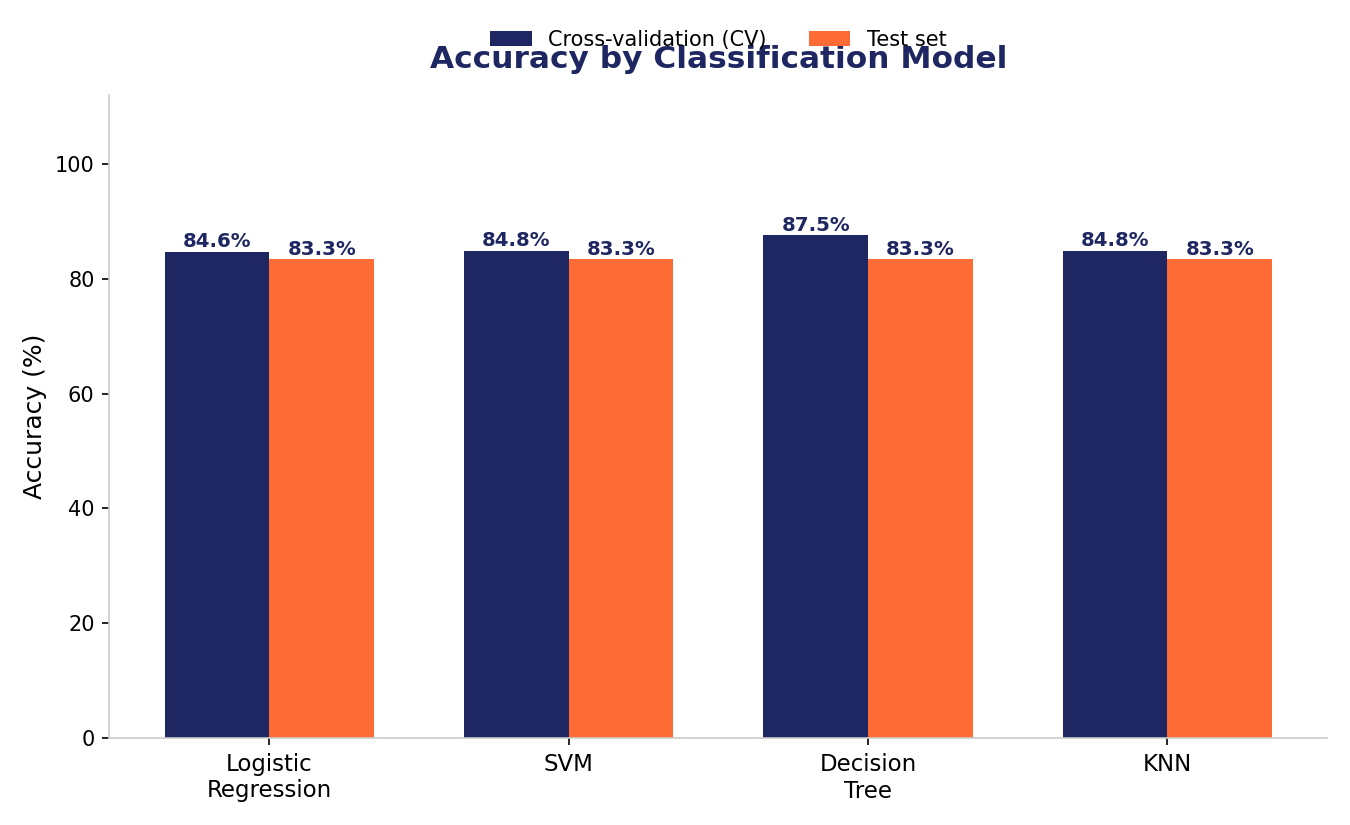 Cross-validation (CV) Test set
Accuracy by Classification Model
Accuracy (%)
100
80
60
40
20
0
84.6% 83.3% 84.8% 83.3% 87.5% 83.3% 84.8% 83.3%
Logistic
Regression
SVM
Decision
Tree
KNN